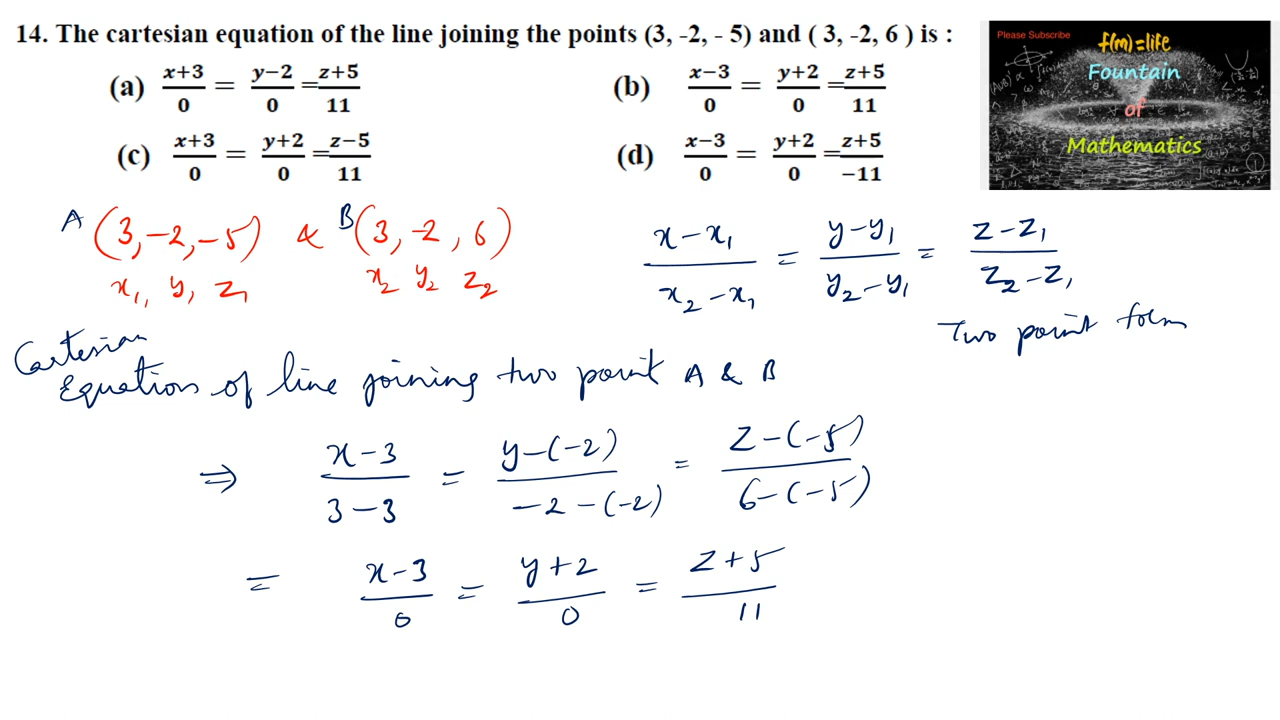 14. The cartesian equation of the line joining the points (3, -2, - 5) and ( 3, -2, 6 ) is :
(a) x+3/0 = y−2/0 = z+5/11
(b) x−3/0 = y+2/0 = z+5/11
(c) x+3/0 = y+2/0 = z−5/11
(d) x−3/0 = y+2/0 = z+5/−11
Please Subscribe
f(m)=life
Fountain
of
Mathematics
A (3,−2,−5) & B (3, −2, 6)
x₁, y₁ z₁ x₂ y₂ z₂
x−x₁/x₂−x₁ = y−y₁/y₂−y₁ = z−z₁/z₂−z₁
Two point form
Cartesian
Equation of line joining two point A & B
⇒ x−3/3−3 = y−(−2)/−2−(−2) = z−(−5)/6−(−5)
= x−3/0 = y+2/0 = z+5/11